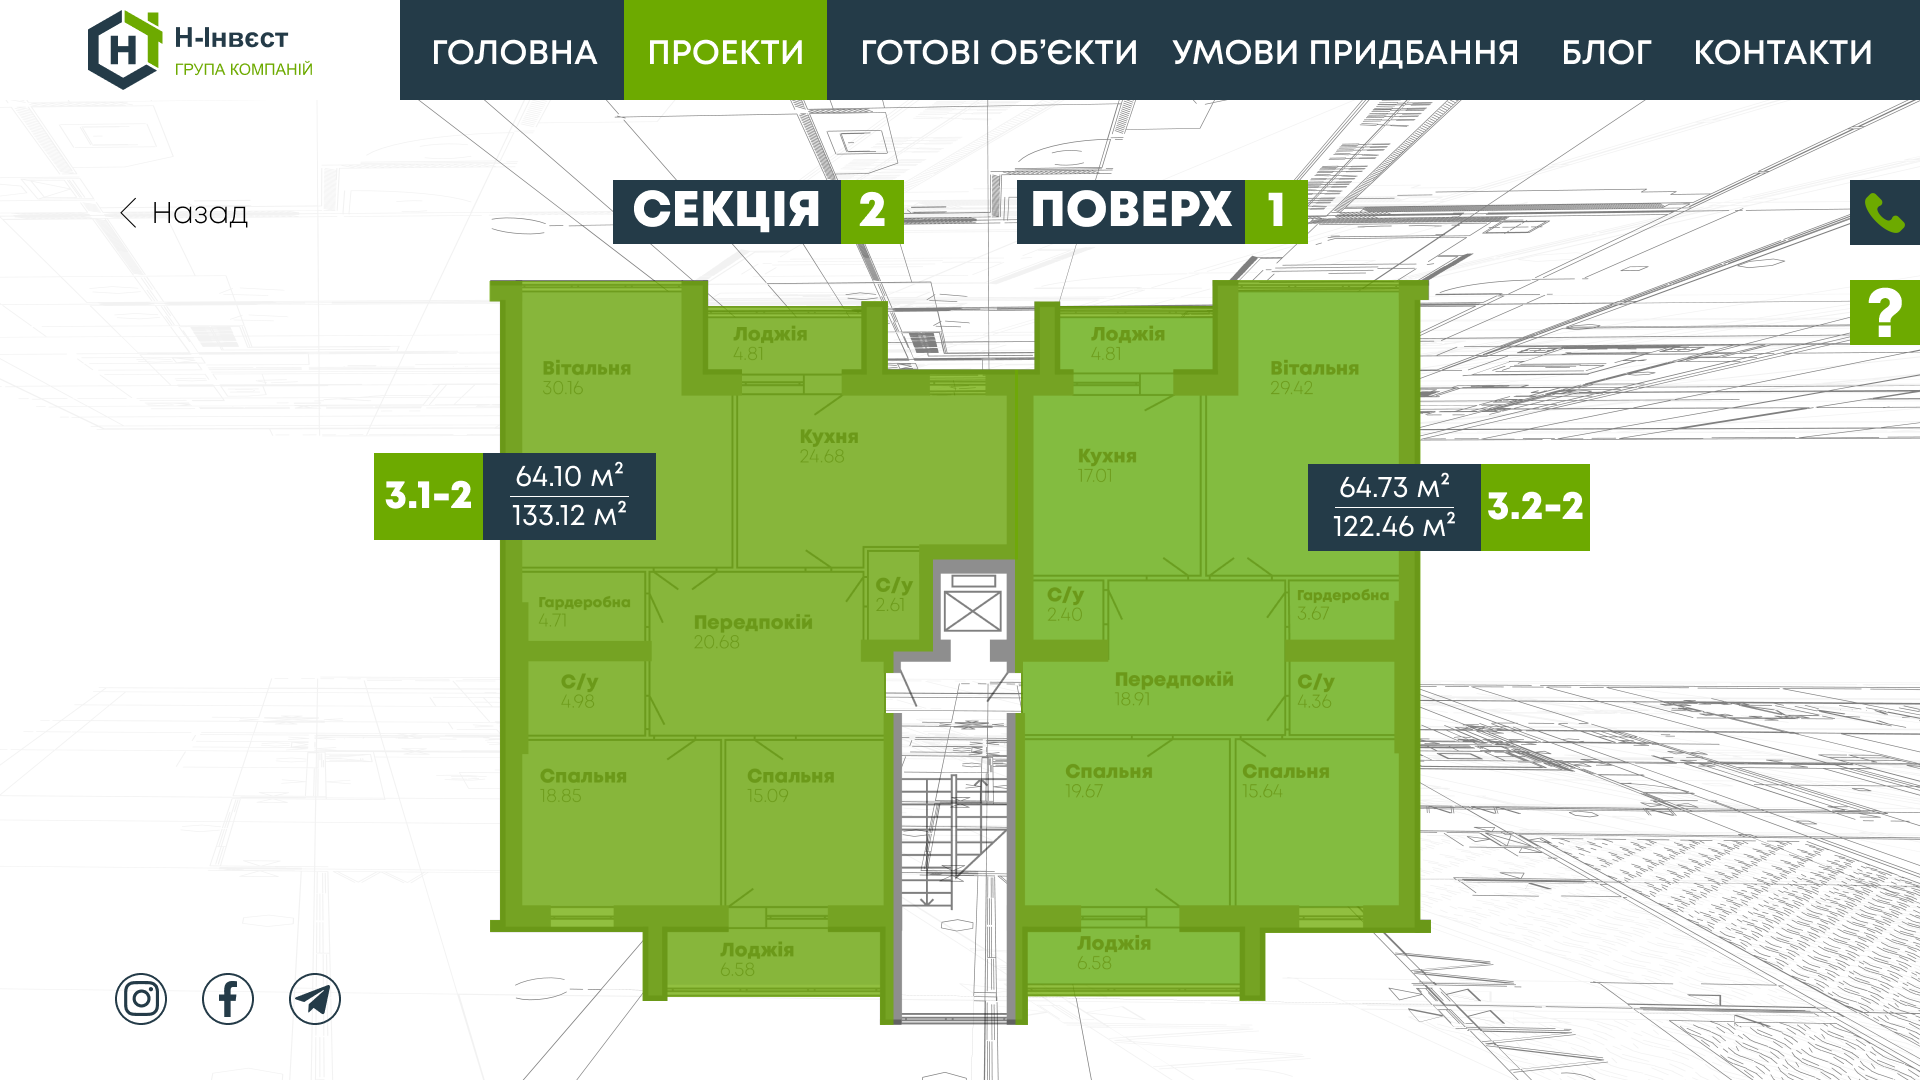 Н-Інвєст
ГРУПА КОМПАНІЙ
ГОЛОВНА
ПРОЕКТИ
ГОТОВІ ОБ’ЄКТИ
УМОВИ ПРИДБАННЯ
БЛОГ
КОНТАКТИ
Назад
СЕКЦІЯ 2
ПОВЕРХ 1
?
Вітальня
30.16
Лоджія
4.81
Кухня
24.68
3.1-2
64.10 м²
133.12 м²
Гардеробна
4.71
Передпокій
20.68
С/у
2.61
С/у
4.98
Спальня
18.85
Спальня
15.09
Лоджія
6.58
Лоджія
4.81
Вітальня
29.42
Кухня
17.01
64.73 м²
122.46 м²
3.2-2
С/у
2.40
Гардеробна
3.67
Передпокій
18.91
С/у
4.36
Спальня
19.67
Спальня
15.64
Лоджія
6.58